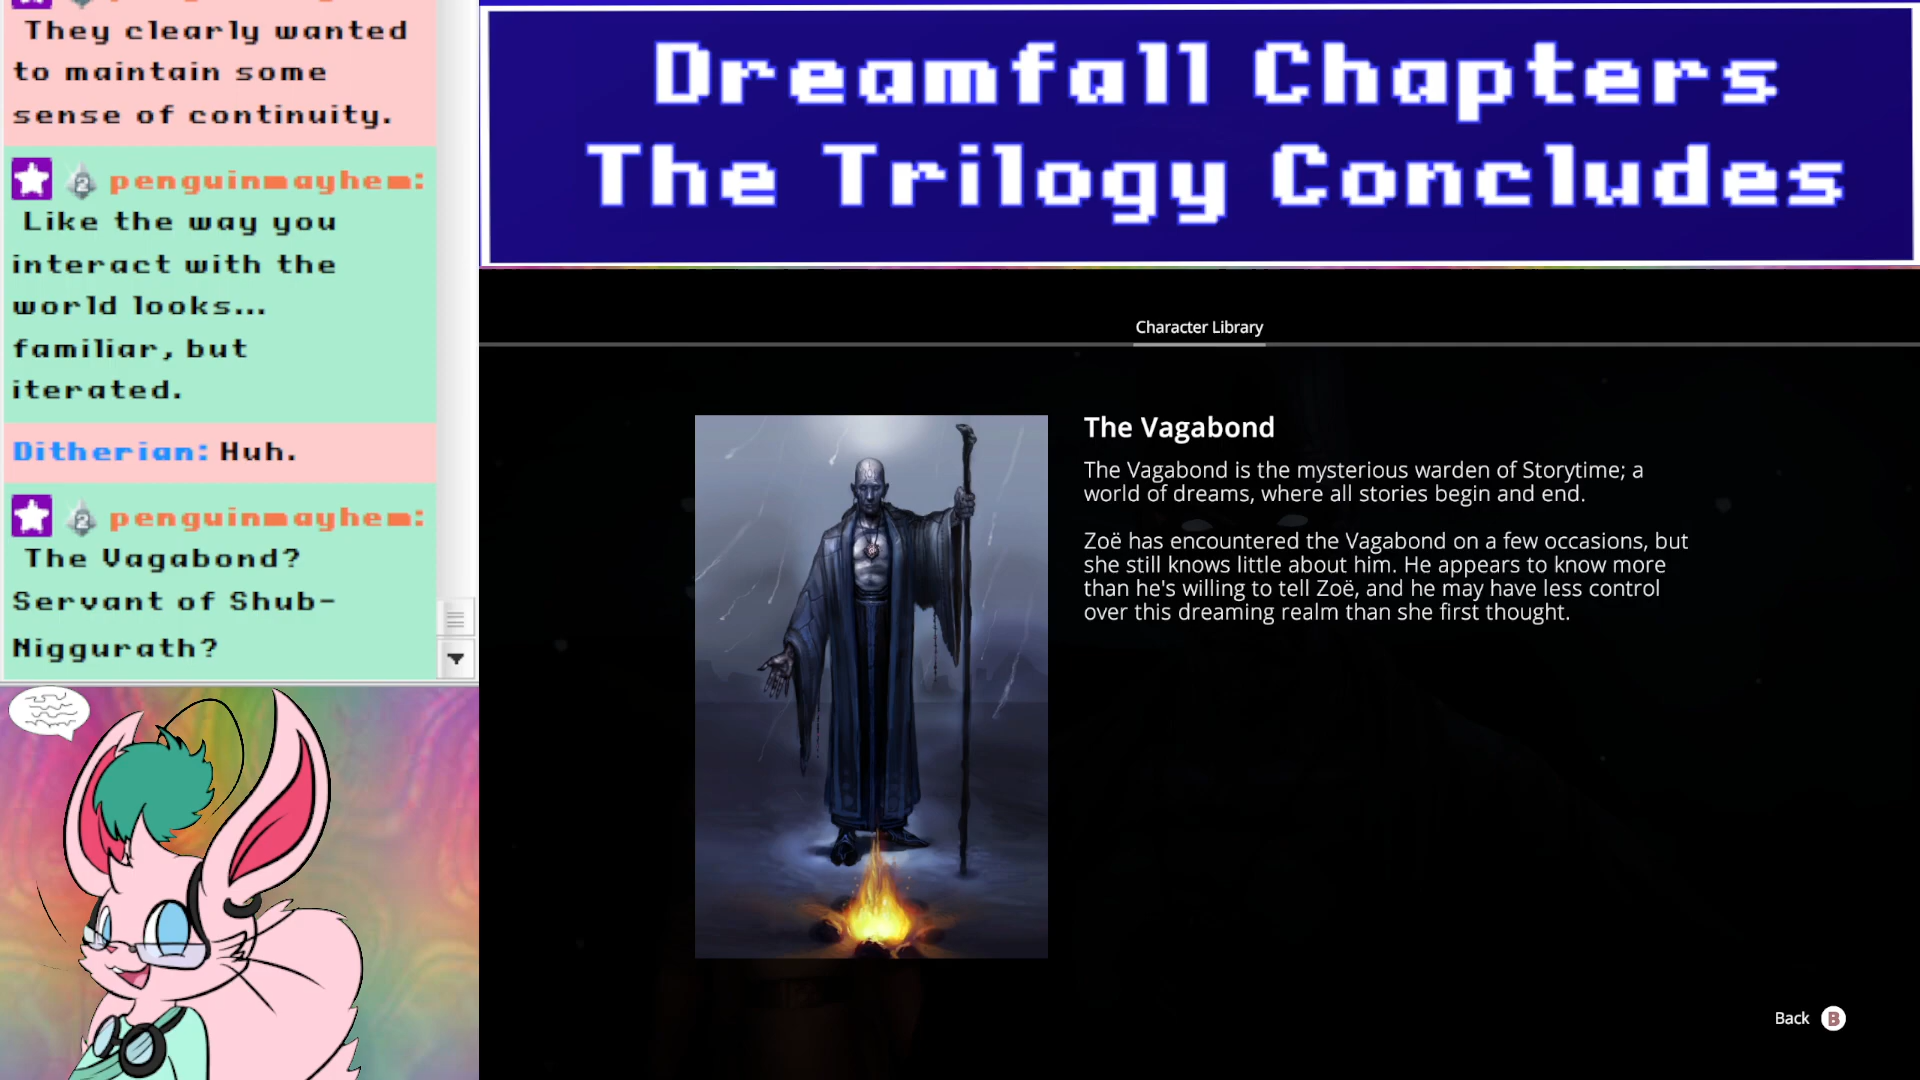 They clearly wanted
to maintain some
sense of continuity.
2 penguinmayhem:
Like the way you
interact with the
world looks...
familiar, but
iterated.
Ditherian: Huh.
2 penguinmayhem:
The Vagabond?
Servant of Shub-
Niggurath?
Dreamfall Chapters
The Trilogy Concludes
Character Library
The Vagabond
The Vagabond is the mysterious warden of Storytime; a
world of dreams, where all stories begin and end.
Zoë has encountered the Vagabond on a few occasions, but
she still knows little about him. He appears to know more
than he's willing to tell Zoë, and he may have less control
over this dreaming realm than she first thought.
Back B